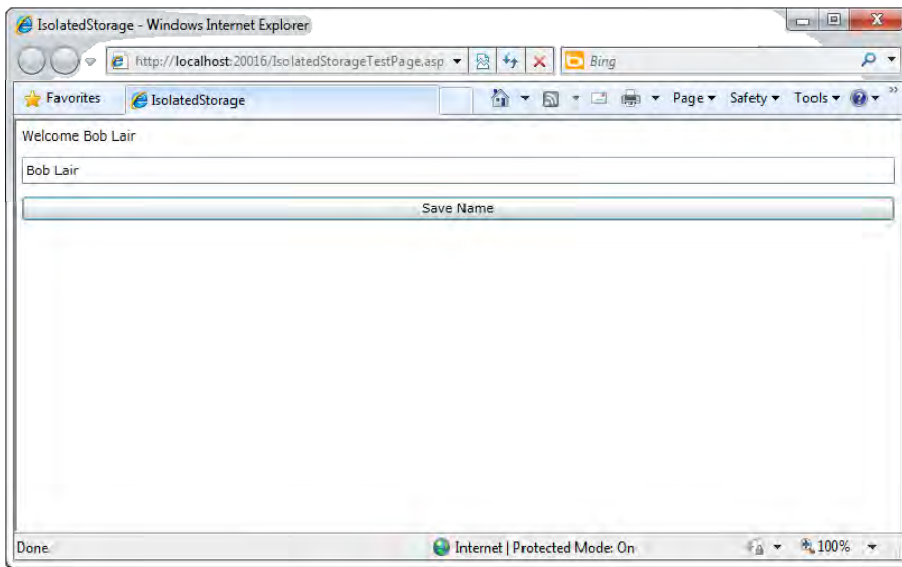 IsolatedStorage - Windows Internet Explorer
http://localhost:20016/IsolatedStorageTestPage.asp
Bing
Favorites IsolatedStorage Page Safety Tools
Welcome Bob Lair
Bob Lair
Save Name
Done Internet | Protected Mode: On 100%